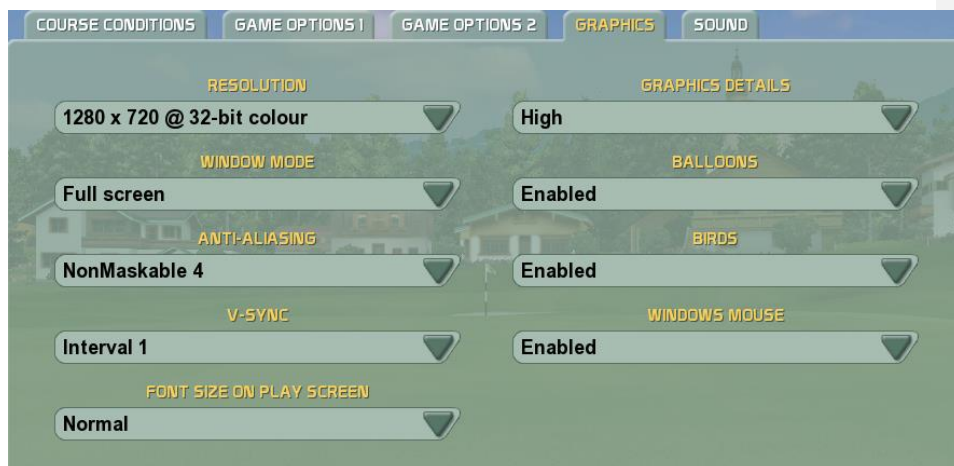 COURSE CONDITIONS
GAME OPTIONS 1
GAME OPTIONS 2
GRAPHICS
SOUND
RESOLUTION
1280 x 720 @ 32-bit colour
WINDOW MODE
Full screen
ANTI-ALIASING
NonMaskable 4
V-SYNC
Interval 1
FONT SIZE ON PLAY SCREEN
Normal
GRAPHICS DETAILS
High
BALLOONS
Enabled
BIRDS
Enabled
WINDOWS MOUSE
Enabled